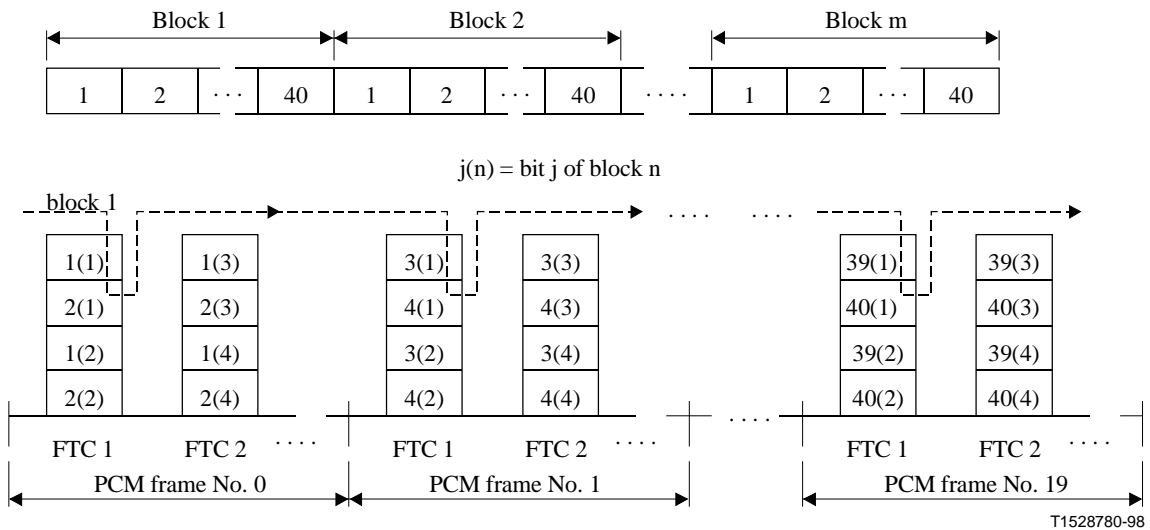 Block 1 Block 2 Block m
1 2 · · · 40 1 2 · · · 40 · · · · 1 2 · · · 40
j(n) = bit j of block n
block 1
· · · · · · · ·
1(1) 1(3) 3(1) 3(3) 39(1) 39(3)
2(1) 2(3) 4(1) 4(3) 40(1) 40(3)
1(2) 1(4) 3(2) 3(4) 39(2) 39(4)
2(2) 2(4) 4(2) 4(4) 40(2) 40(4)
FTC 1 FTC 2 · · · · FTC 1 FTC 2 · · · · · · · · FTC 1 FTC 2 · · · ·
PCM frame No. 0 PCM frame No. 1 PCM frame No. 19
T1528780-98